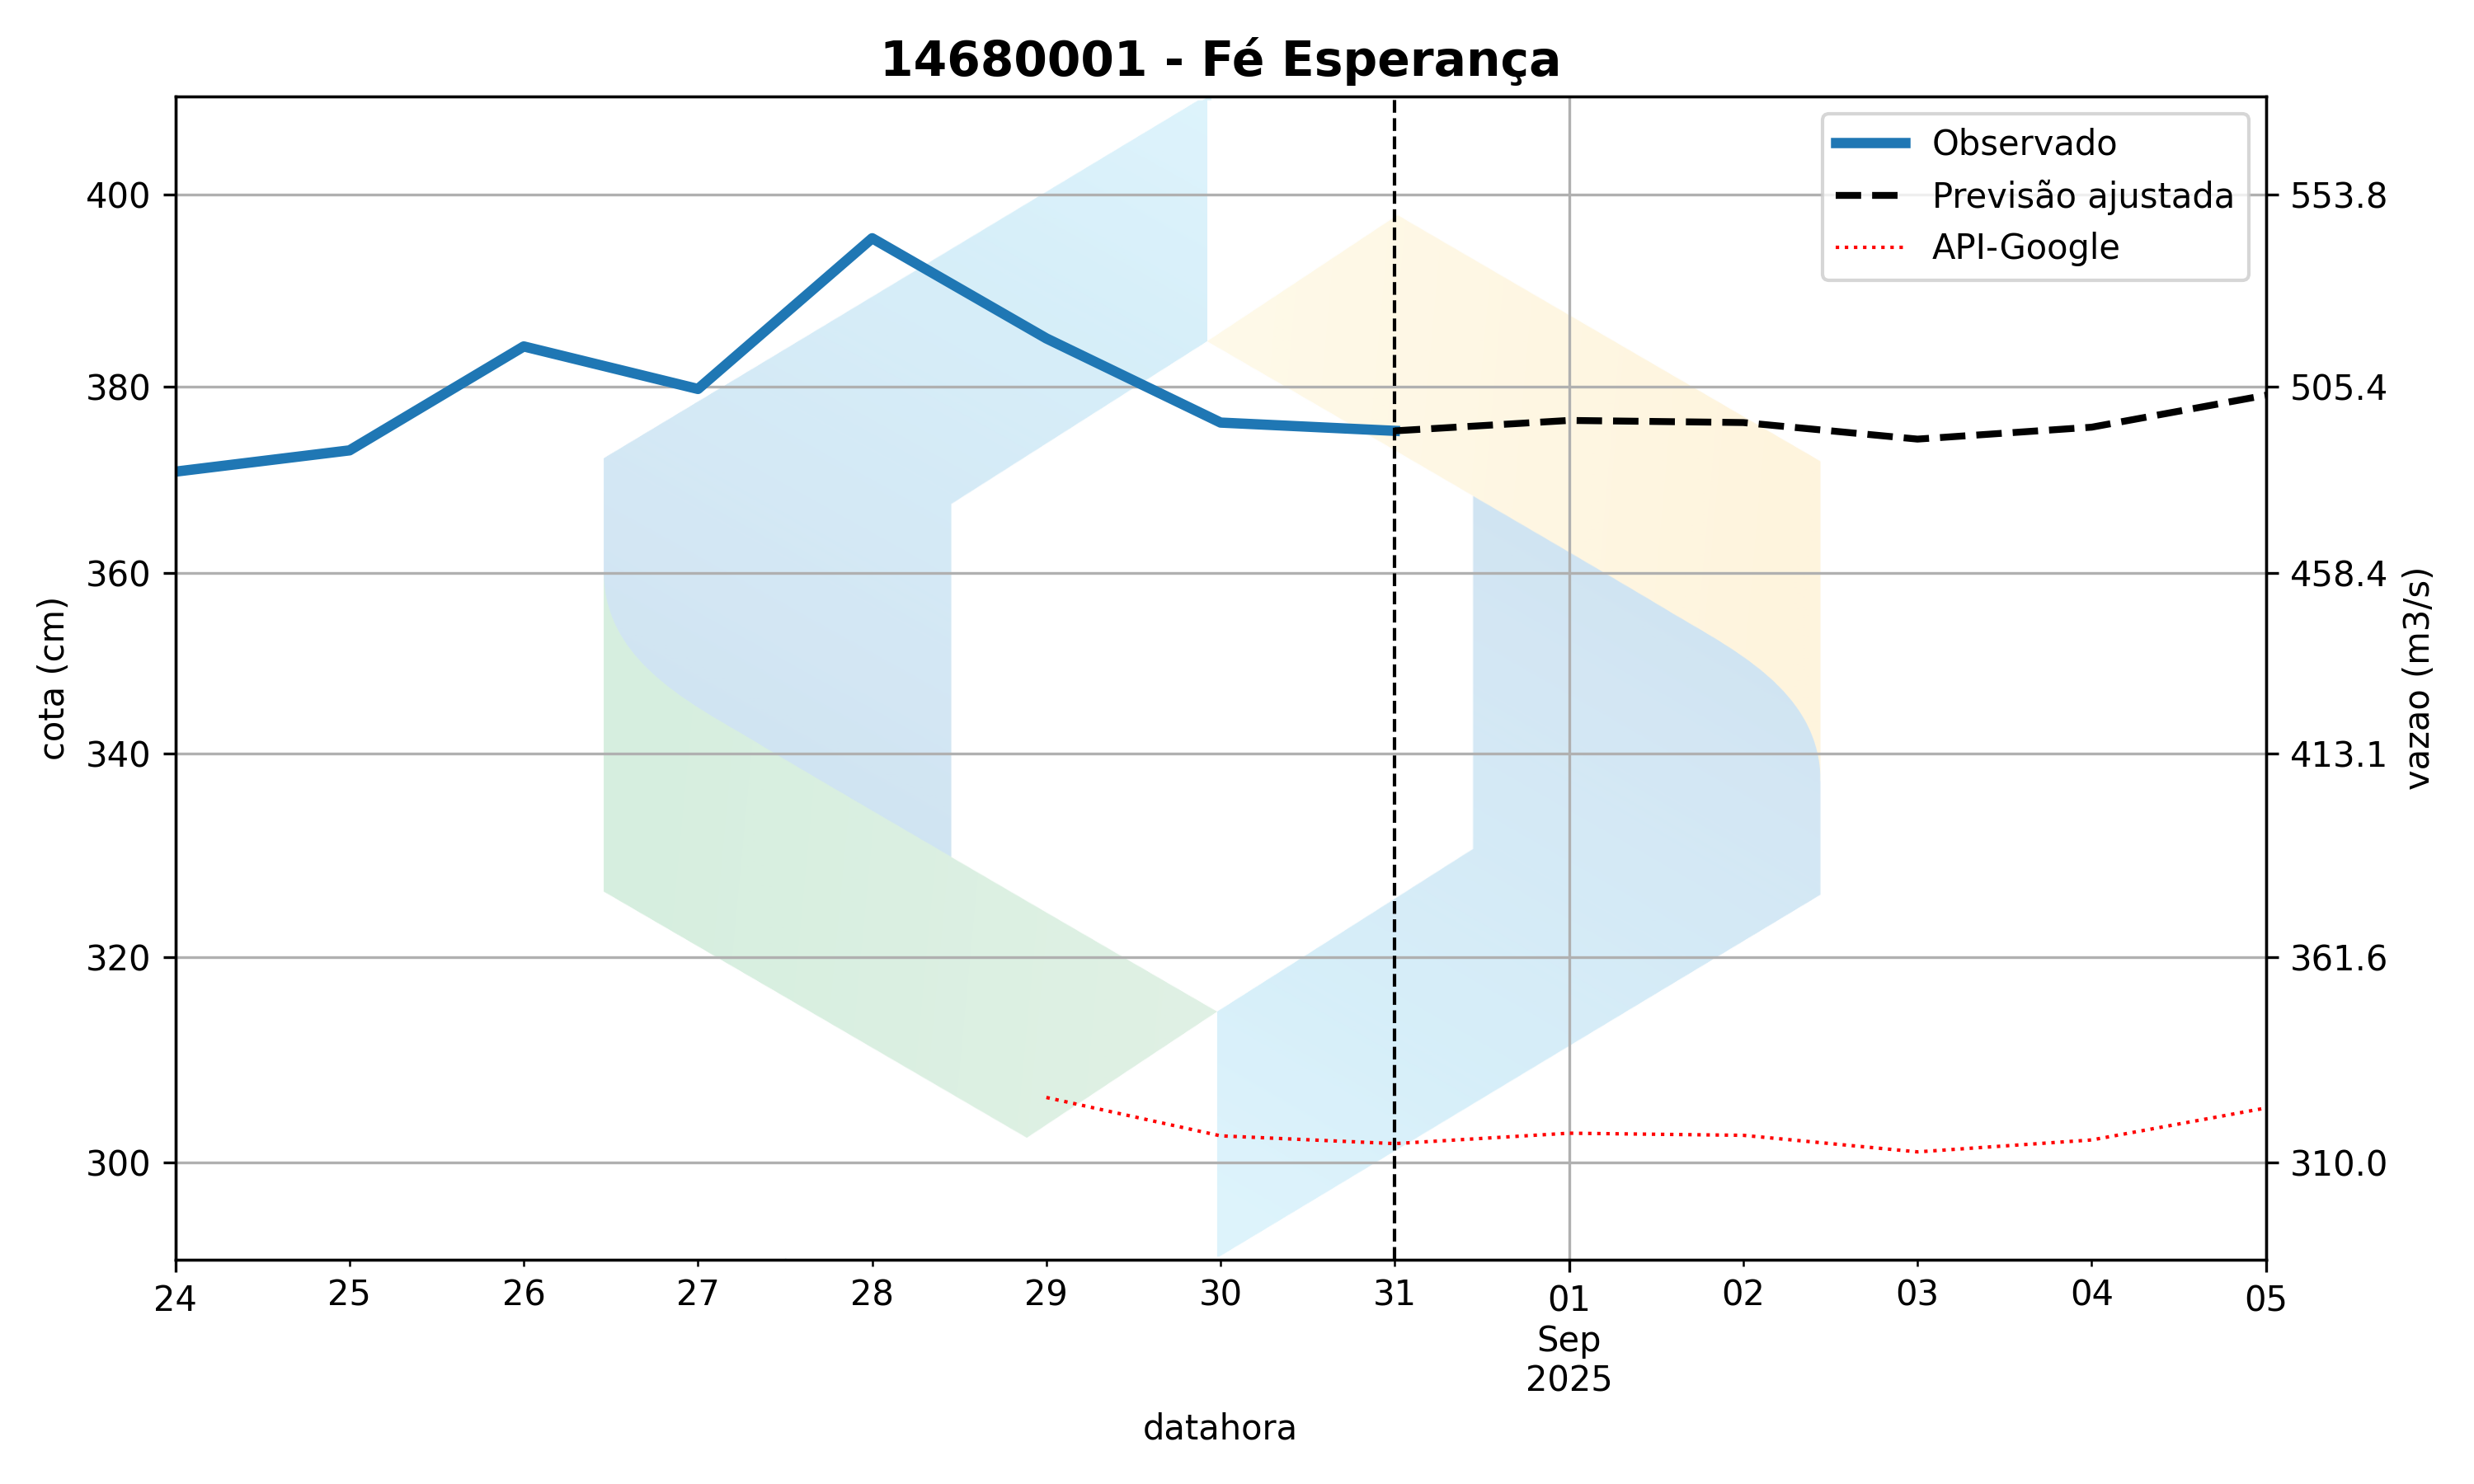 14680001 - Fé Esperança
Observado
Previsão ajustada
API-Google
400
380
360
340
320
300
cota (cm)
553.8
505.4
458.4
413.1
361.6
310.0
vazao (m3/s)
24 25 26 27 28 29 30 31 01 02 03 04 05
Sep
2025
datahora